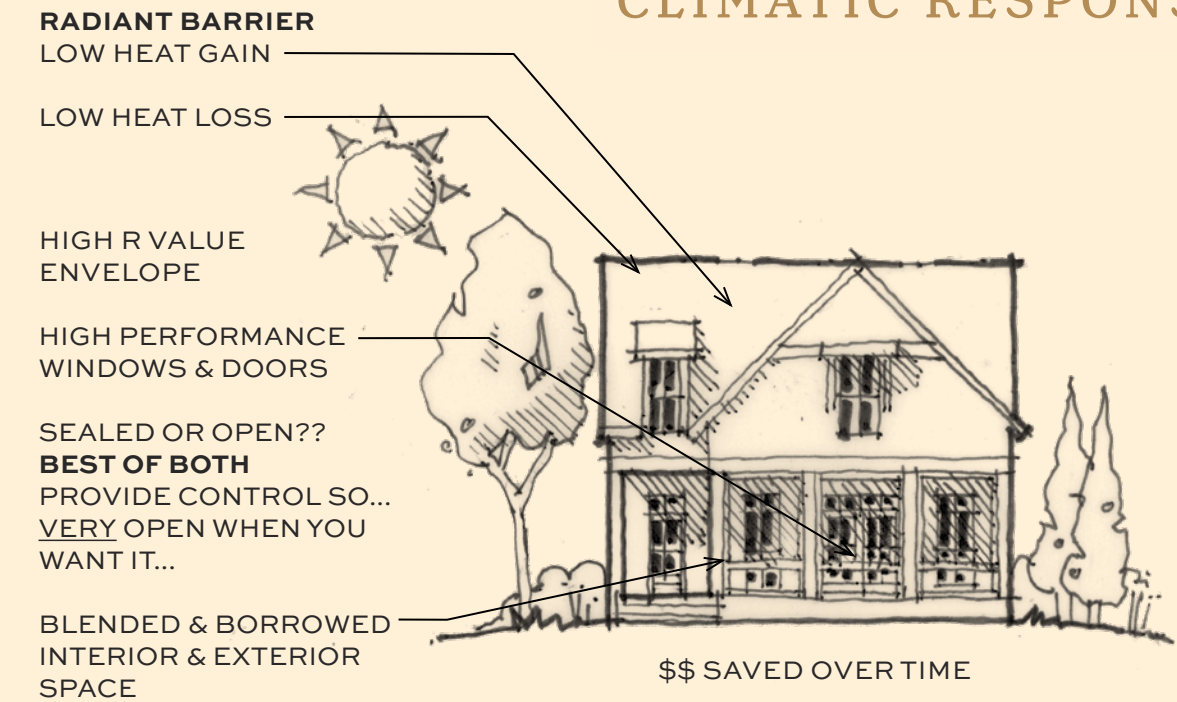 CLIMATIC RESPONS
RADIANT BARRIER
LOW HEAT GAIN
LOW HEAT LOSS
HIGH R VALUE
ENVELOPE
HIGH PERFORMANCE
WINDOWS & DOORS
SEALED OR OPEN??
BEST OF BOTH
PROVIDE CONTROL SO...
VERY OPEN WHEN YOU
WANT IT...
BLENDED & BORROWED
INTERIOR & EXTERIOR
SPACE
$$ SAVED OVER TIME